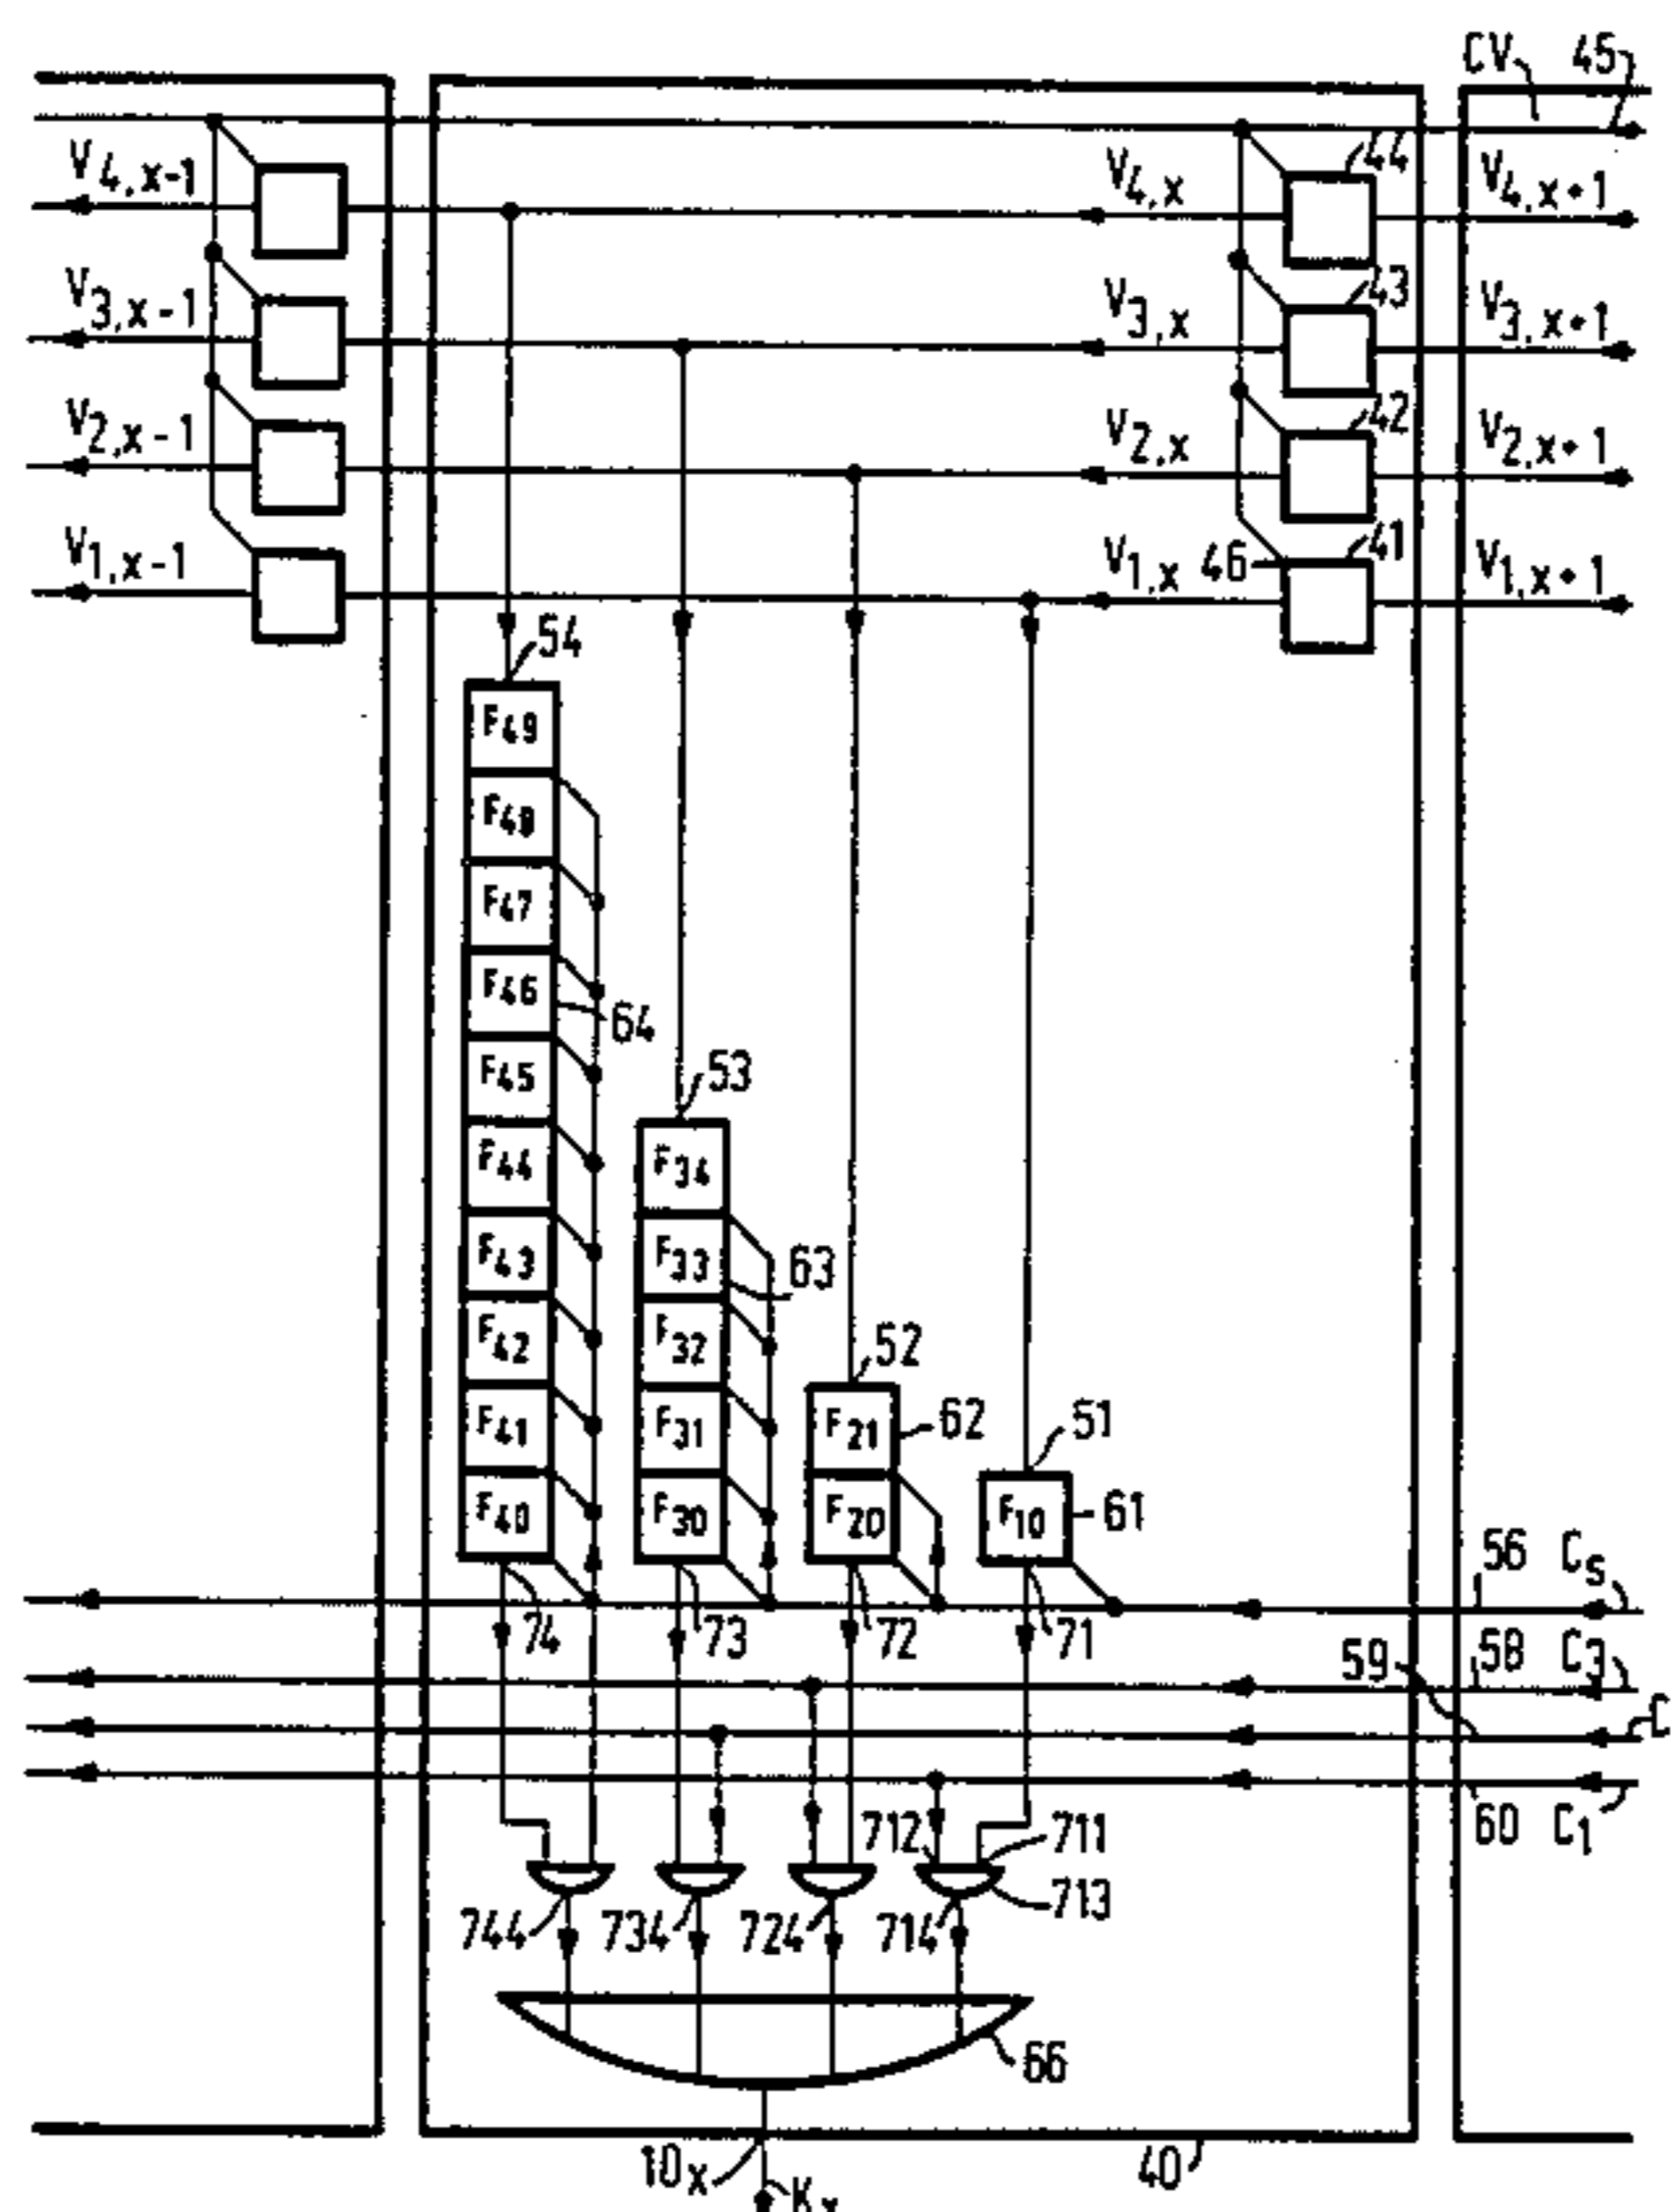 CV 45
V4,x-1 V4,x 44 V4,x+1
V3,x-1 V3,x 43 V3,x+1
V2,x-1 V2,x 42 V2,x+1
V1,x-1 V1,x 46 41 V1,x+1
54
F49
F48
F47
F46
64
F45
53
F44 F34
F43 F33 63
F42 F32 52
F41 F31 F21 62 51
F40 F30 F20 F10 61
56 Cs
74 73 72 71
59 58 C3
C
60 C1
712 711
744 734 724 714 713
66
10x 40
Kx